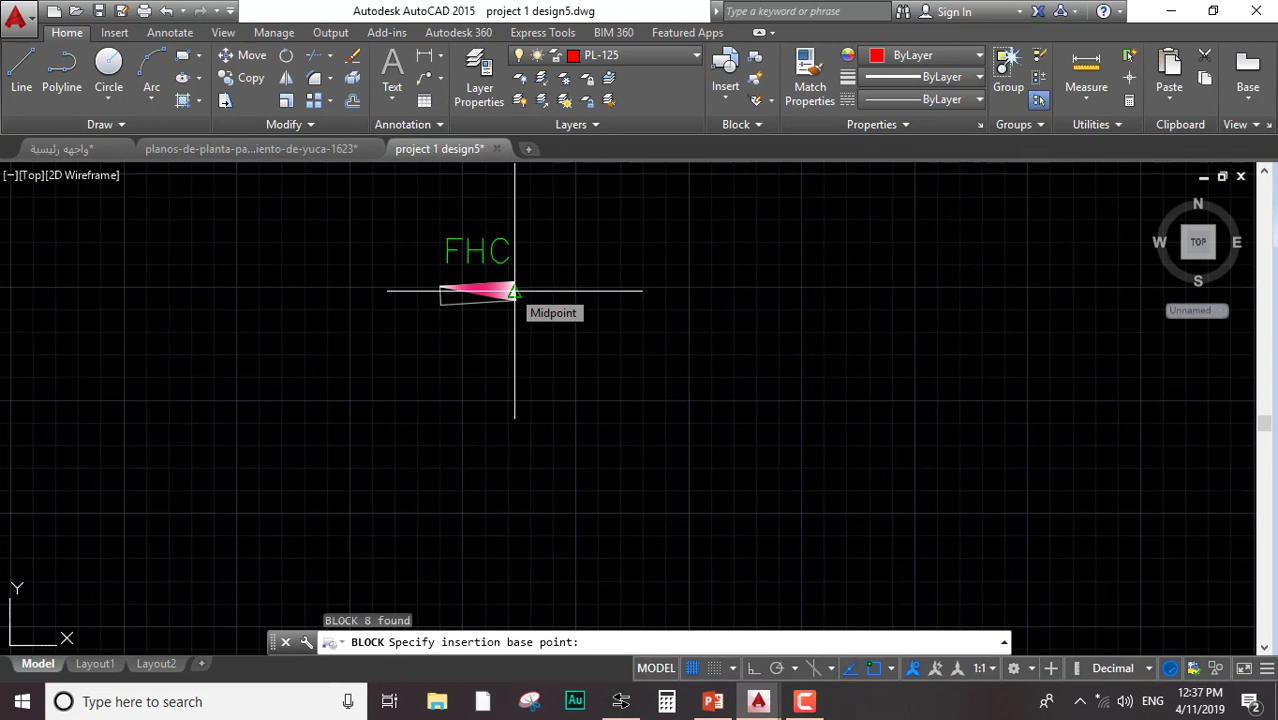 Autodesk AutoCAD 2015 project 1 design5.dwg
Type a keyword or phrase
Sign In
Home Insert Annotate View Manage Output Add-ins Autodesk 360 Express Tools BIM 360 Featured Apps
Line Polyline Circle Arc
Move
Copy
Text
Layer
Properties
PL-125
Insert
Match
Properties
ByLayer
ByLayer
ByLayer
Group
Measure
Paste
Base
Draw Modify Annotation Layers Block Properties Groups Utilities Clipboard View
واجهه رئيسية*
planos-de-planta-pa...iento-de-yuca-1623*
project 1 design5*
[–][Top][2D Wireframe]
N
W TOP E
S
Unnamed
FHC
Midpoint
Y
X
BLOCK 8 found
BLOCK Specify insertion base point:
Model Layout1 Layout2
MODEL
1:1
Decimal
Type here to search
Au
ENG
12:37 PM
4/11/2019
2